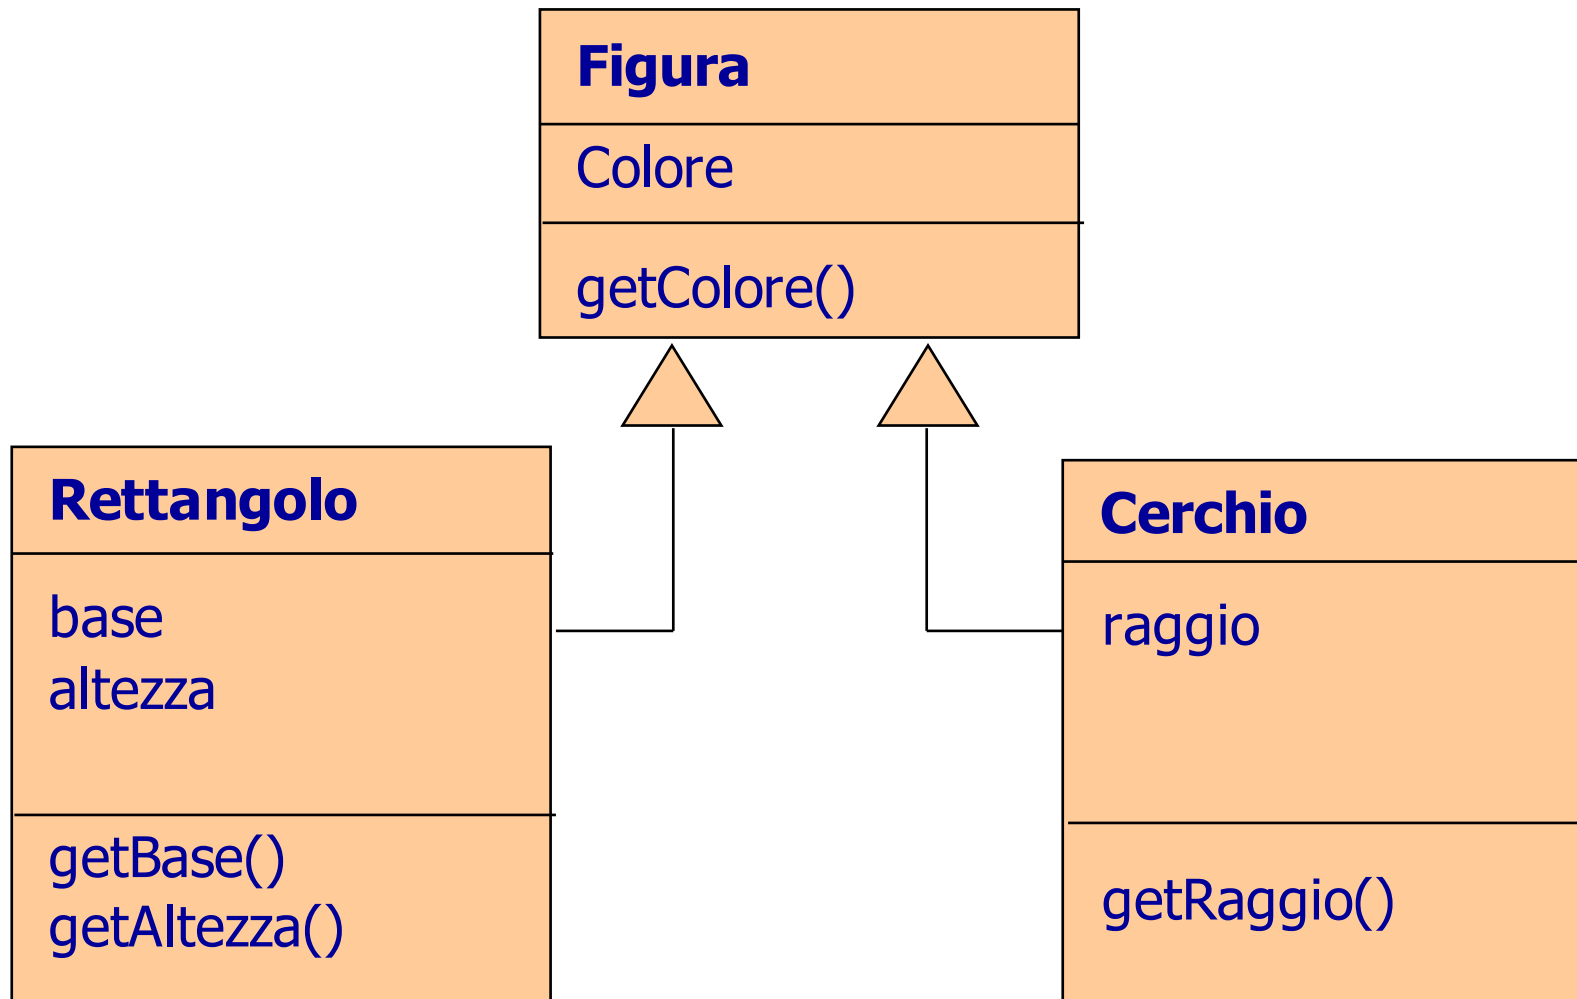 Figura
Colore
getColore()
Rettangolo
base
altezza
getBase()
getAltezza()
Cerchio
raggio
getRaggio()